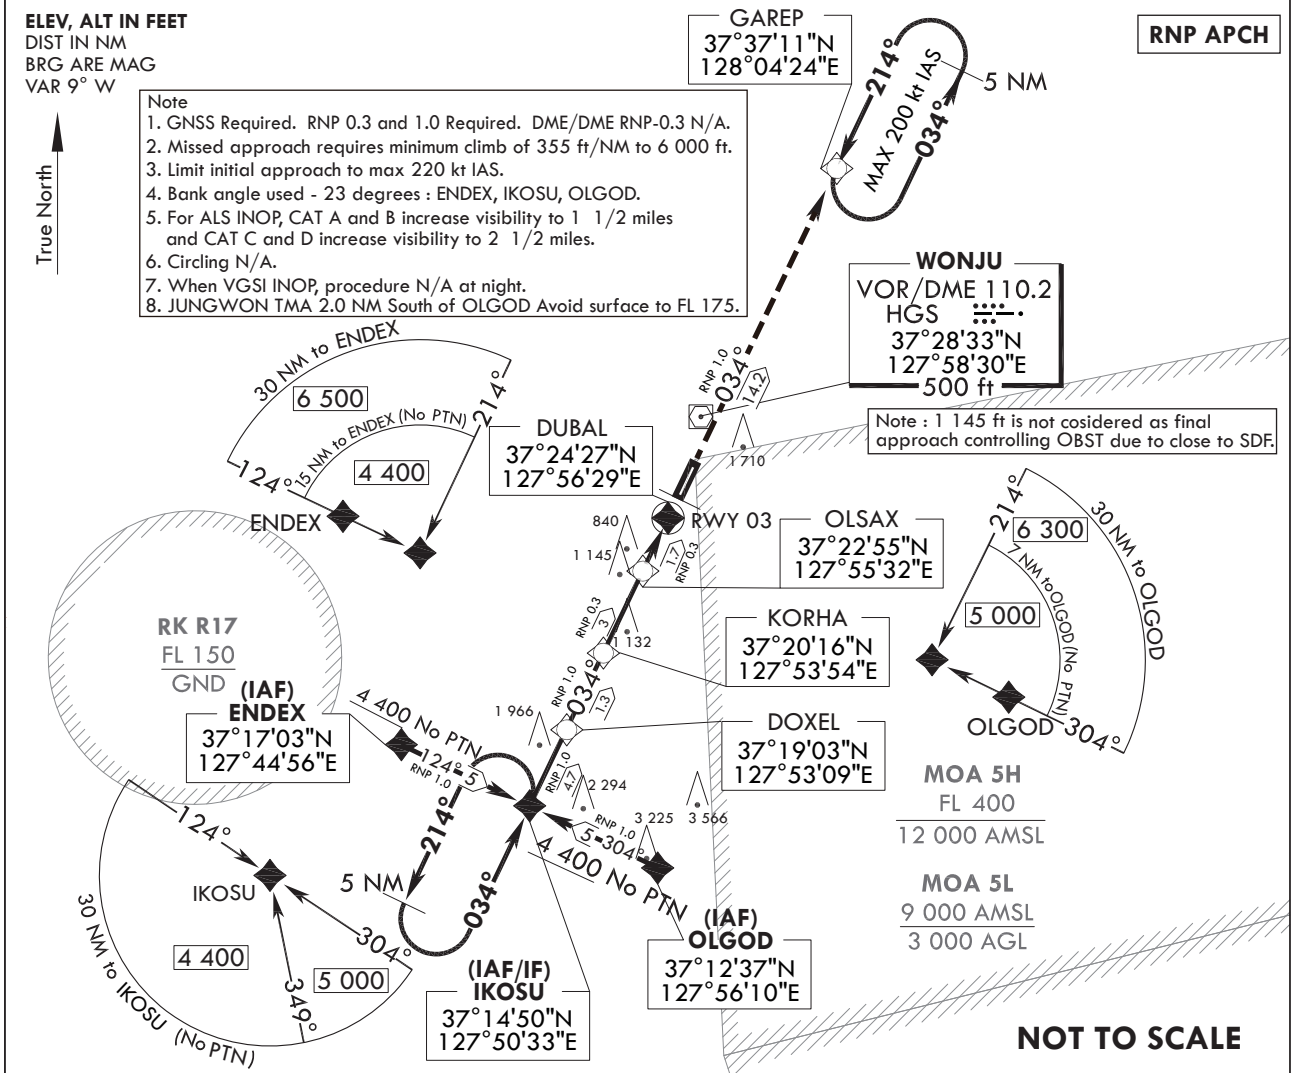 ELEV, ALT IN FEET
DIST IN NM
BRG ARE MAG
VAR 9° W
True North
RNP APCH
Note
1. GNSS Required. RNP 0.3 and 1.0 Required. DME/DME RNP-0.3 N/A.
2. Missed approach requires minimum climb of 355 ft/NM to 6 000 ft.
3. Limit initial approach to max 220 kt IAS.
4. Bank angle used - 23 degrees : ENDEX, IKOSU, OLGOD.
5. For ALS INOP, CAT A and B increase visibility to 1 1/2 miles
and CAT C and D increase visibility to 2 1/2 miles.
6. Circling N/A.
7. When VGSI INOP, procedure N/A at night.
8. JUNGWON TMA 2.0 NM South of OLGOD Avoid surface to FL 175.
GAREP
37°37'11"N
128°04'24"E
214°
MAX 200 kt IAS
034°
5 NM
WONJU
VOR/DME 110.2
HGS
37°28'33"N
127°58'30"E
500 ft
Note : 1 145 ft is not cosidered as final
approach controlling OBST due to close to SDF.
RNP 1.0
034°
14.2
1 710
30 NM to ENDEX
6 500
15 NM to ENDEX (No PTN)
4 400
214°
124°
ENDEX
DUBAL
37°24'27"N
127°56'29"E
RWY 03
840
1 145
1.7
RNP 0.3
OLSAX
37°22'55"N
127°55'32"E
214°
6 300
30 NM to OLGOD
7 NM to OLGOD (No PTN)
5 000
OLGOD
304°
RK R17
FL 150
GND
RNP 0.3
3
1 132
KORHA
37°20'16"N
127°53'54"E
(IAF)
ENDEX
37°17'03"N
127°44'56"E
4 400 No PTN
124°
5
RNP 1.0
1 966
RNP 1.0
034°
1.3
DOXEL
37°19'03"N
127°53'09"E
RNP 1.0
4.7
2 294
3 225
3 566
RNP 1.0
5
304°
4 400 No PTN
MOA 5H
FL 400
12 000 AMSL
MOA 5L
9 000 AMSL
3 000 AGL
124°
IKOSU
304°
349°
4 400
5 000
30 NM to IKOSU (No PTN)
214°
034°
5 NM
(IAF/IF)
IKOSU
37°14'50"N
127°50'33"E
(IAF)
OLGOD
37°12'37"N
127°56'10"E
NOT TO SCALE